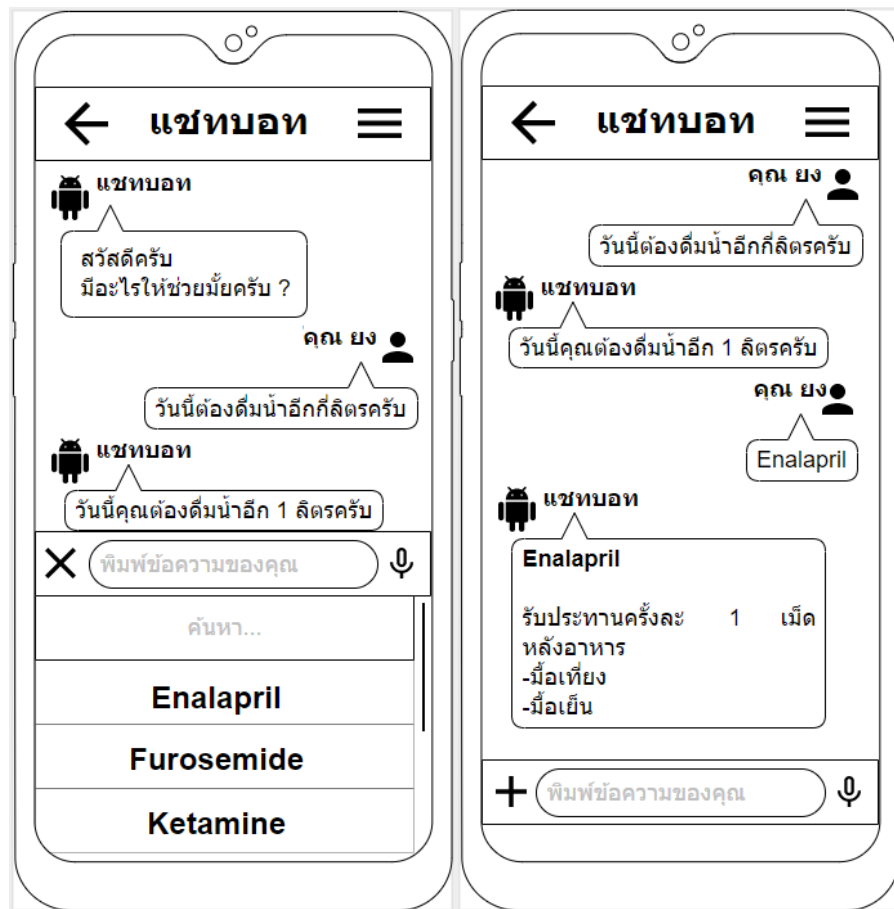 แชทบอท
แชทบอท
สวัสดีครับ
มีอะไรให้ช่วยมั้ยครับ ?
คุณ ยง
วันนี้ต้องดื่มน้ำอีกกี่ลิตรครับ
แชทบอท
วันนี้คุณต้องดื่มน้ำอีก 1 ลิตรครับ
พิมพ์ข้อความของคุณ
ค้นหา...
Enalapril
Furosemide
Ketamine
แชทบอท
คุณ ยง
วันนี้ต้องดื่มน้ำอีกกี่ลิตรครับ
แชทบอท
วันนี้คุณต้องดื่มน้ำอีก 1 ลิตรครับ
คุณ ยง
Enalapril
แชทบอท
Enalapril
รับประทานครั้งละ 1 เม็ด
หลังอาหาร
-มื้อเที่ยง
-มื้อเย็น
พิมพ์ข้อความของคุณ